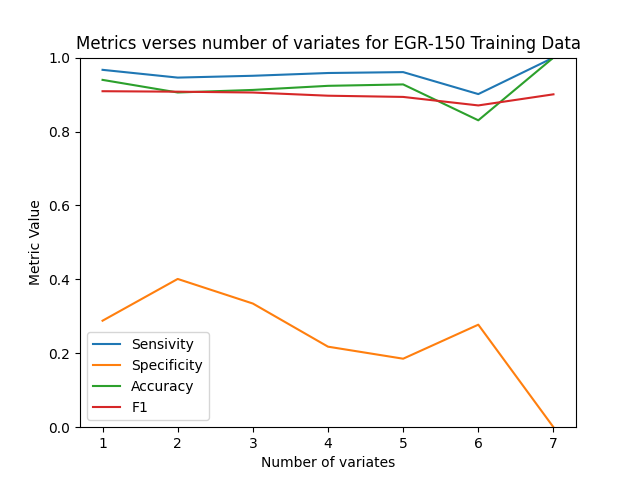 Metrics verses number of variates for EGR-150 Training Data
1.0
0.8
0.6
0.4
0.2
0.0
Metric Value
Sensivity
Specificity
Accuracy
F1
1 2 3 4 5 6 7
Number of variates